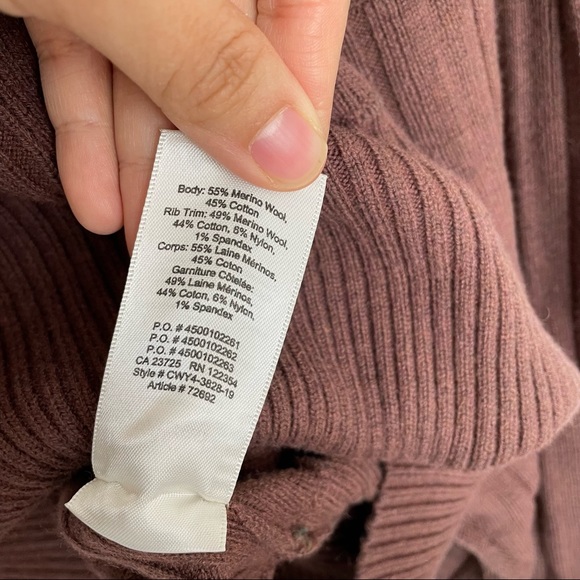 Body: 55% Merino Wool,
45% Cotton
Rib Trim: 49% Merino Wool,
44% Cotton, 6% Nylon,
1% Spandex
Corps: 55% Laine Mérinos,
45% Coton
Garniture Côtelée:
49% Laine Mérinos,
44% Coton, 6% Nylon,
1% Spandex
P.O. # 4500102261
P.O. # 4500102262
P.O. # 4500102263
CA 23725 RN 122354
Style # CWY4-3828-19
Article # 72692